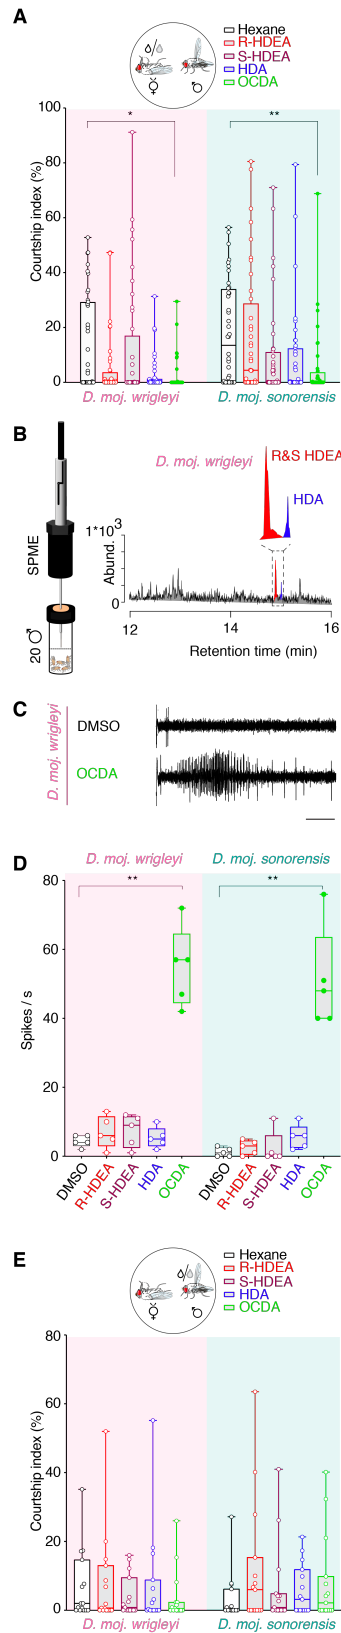 A
Hexane
R-HDEA
S-HDEA
HDA
OCDA
Courtship index (%)
100
80
60
40
20
0
*
**
D. moj. wrigleyi
D. moj. sonorensis
B
SPME
20 ♂
D. moj. wrigleyi
R&S HDEA
HDA
1*10³
Abund.
0
12
14
16
Retention time (min)
C
D. moj. wrigleyi
DMSO
OCDA
D
D. moj. wrigleyi
D. moj. sonorensis
Spikes / s
80
60
40
20
0
**
**
DMSO
R-HDEA
S-HDEA
HDA
OCDA
DMSO
R-HDEA
S-HDEA
HDA
OCDA
E
Hexane
R-HDEA
S-HDEA
HDA
OCDA
Courtship index (%)
80
60
40
20
0
D. moj. wrigleyi
D. moj. sonorensis